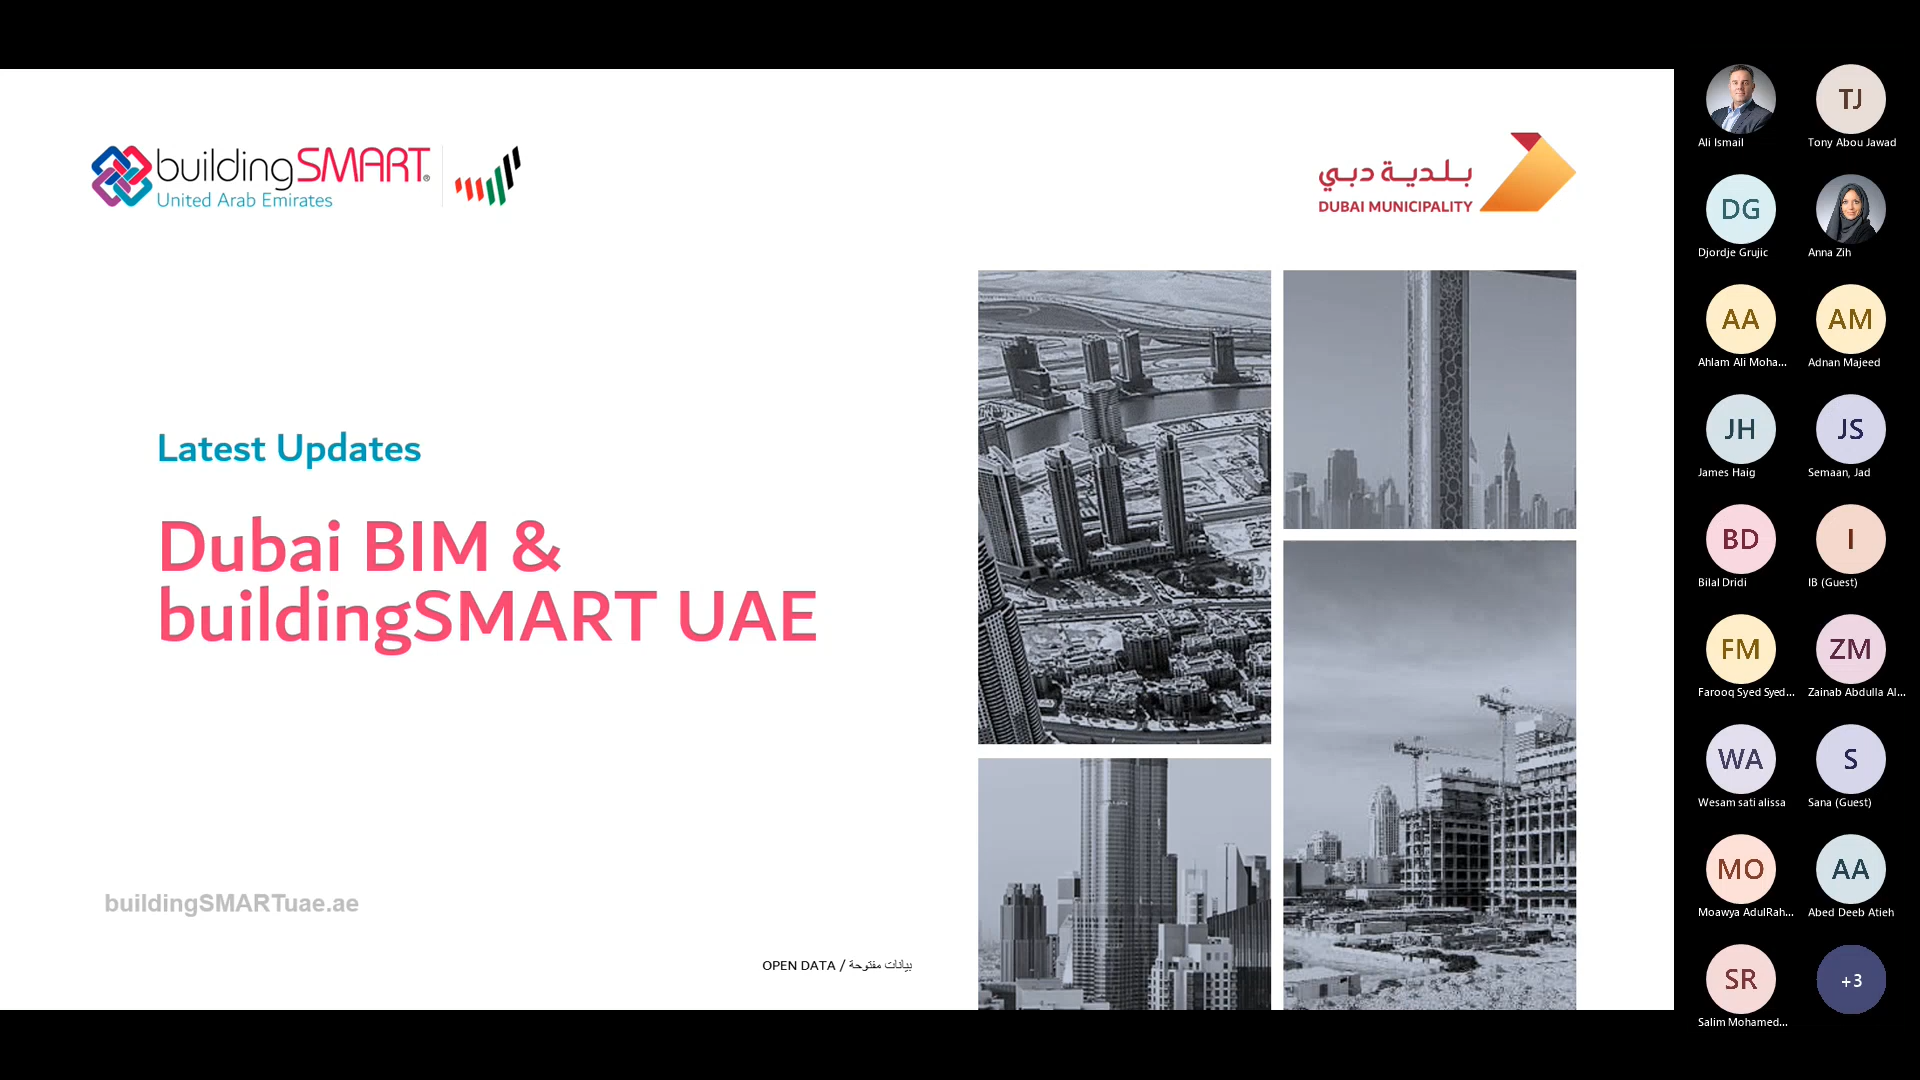 buildingSMART®
United Arab Emirates
بلدية دبي
DUBAI MUNICIPALITY
Latest Updates
Dubai BIM &
buildingSMART UAE
buildingSMARTuae.ae
OPEN DATA / بيانات مفتوحة
TJ
Ali Ismail
Tony Abou Jawad
DG
Djordje Grujic
Anna Zih
AA
AM
Ahlam Ali Moha...
Adnan Majeed
JH
JS
James Haig
Semaan, Jad
BD
I
Bilal Dridi
IB (Guest)
FM
ZM
Farooq Syed Syed...
Zainab Abdulla Al...
WA
S
Wesam sati alissa
Sana (Guest)
MO
AA
Moawya AdulRah...
Abed Deeb Atieh
SR
+3
Salim Mohamed...